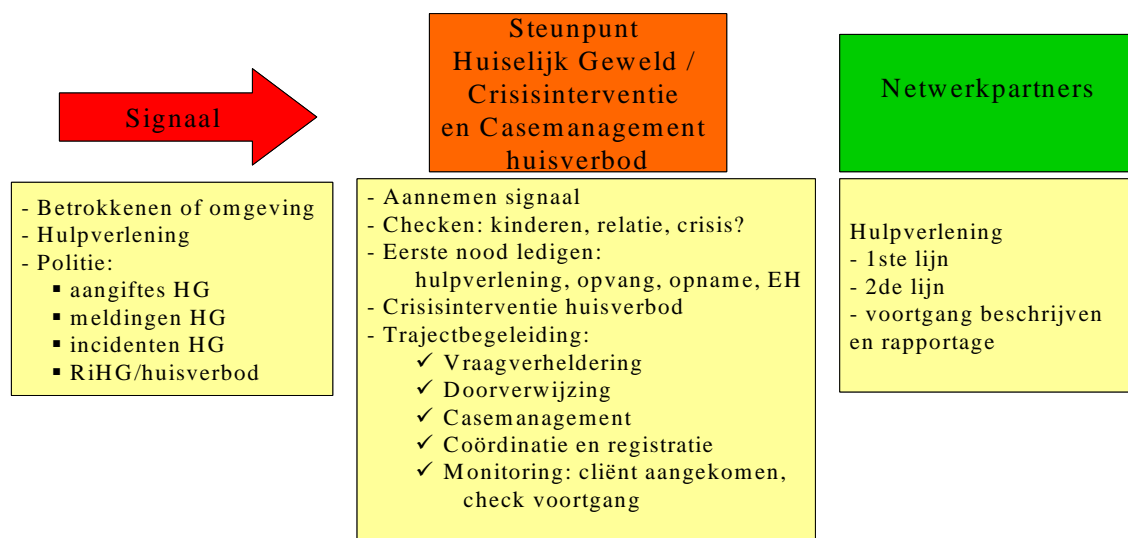 Signaal
- Betrokkenen of omgeving
- Hulpverlening
- Politie:
▪ aangiftes HG
▪ meldingen HG
▪ incidenten HG
▪ RiHG/huisverbod
Steunpunt
Huiselijk Geweld /
Crisisinterventie
en Casemanagement
huisverbod
- Aannemen signaal
- Checken: kinderen, relatie, crisis?
- Eerste nood ledigen:
hulpverlening, opvang, opname, EH
- Crisisinterventie huisverbod
- Trajectbegeleiding:
✓ Vraagverheldering
✓ Doorverwijzing
✓ Casemanagement
✓ Coördinatie en registratie
✓ Monitoring: cliënt aangekomen,
check voortgang
Netwerkpartners
Hulpverlening
- 1ste lijn
- 2de lijn
- voortgang beschrijven
en rapportage